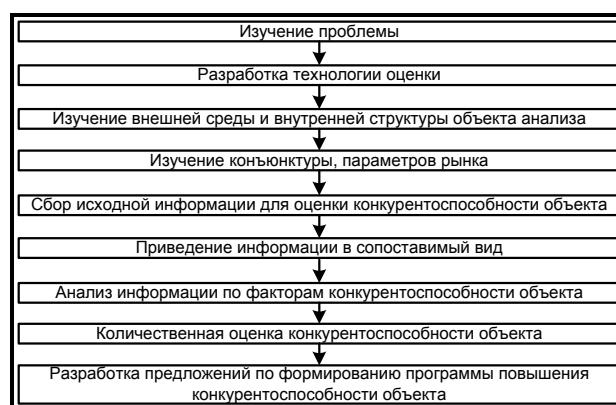 Изучение проблемы
Разработка технологии оценки
Изучение внешней среды и внутренней структуры объекта анализа
Изучение конъюнктуры, параметров рынка
Сбор исходной информации для оценки конкурентоспособности объекта
Приведение информации в сопоставимый вид
Анализ информации по факторам конкурентоспособности объекта
Количественная оценка конкурентоспособности объекта
Разработка предложений по формированию программы повышения
конкурентоспособности объекта